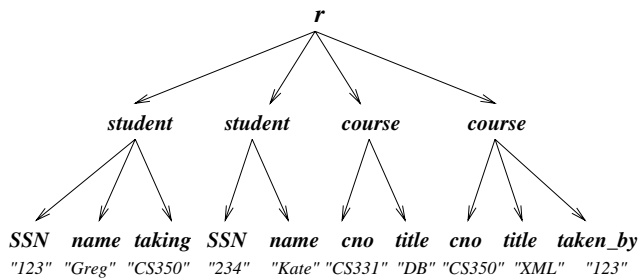 r
student student course course
SSN name taking SSN name cno title cno title taken_by
"123" "Greg" "CS350" "234" "Kate" "CS331" "DB" "CS350" "XML" "123"